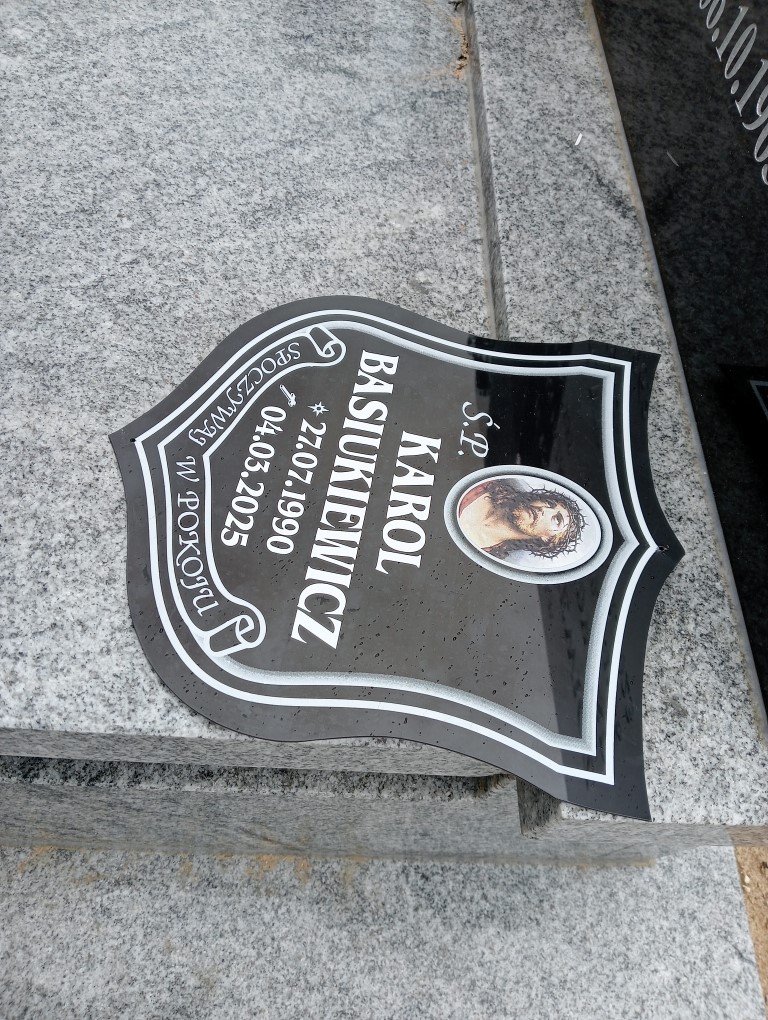 Ś.P.
KAROL
BASIUKIEWICZ
27.07.1990
04.03.2025
SPOCZYWAJ W POKOJU